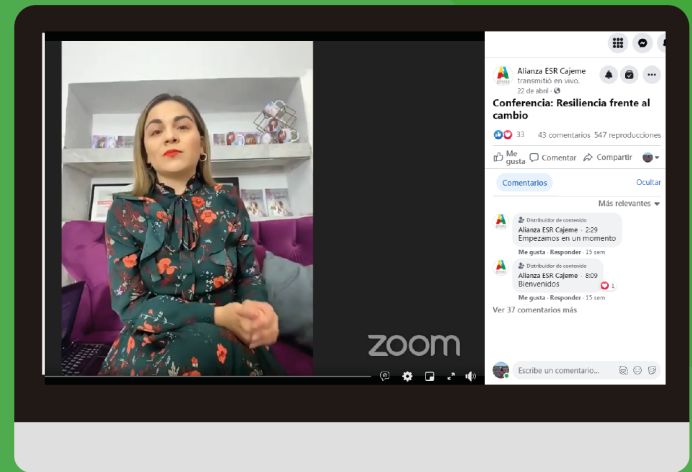 Alianza ESR Cajeme
transmitió en vivo.
22 de abril ·
Conferencia: Resiliencia frente al
cambio
33 43 comentarios 547 reproducciones
Me gusta Comentar Compartir
Comentarios Ocultar
Más relevantes
Distribuidor de contenido
Alianza ESR Cajeme · 2:29
Empezamos en un momento
Me gusta · Responder · 15 sem
Distribuidor de contenido
Alianza ESR Cajeme · 8:09
Bienvenidos
1
Me gusta · Responder · 15 sem
Ver 37 comentarios más
zoom
Escribe un comentario...